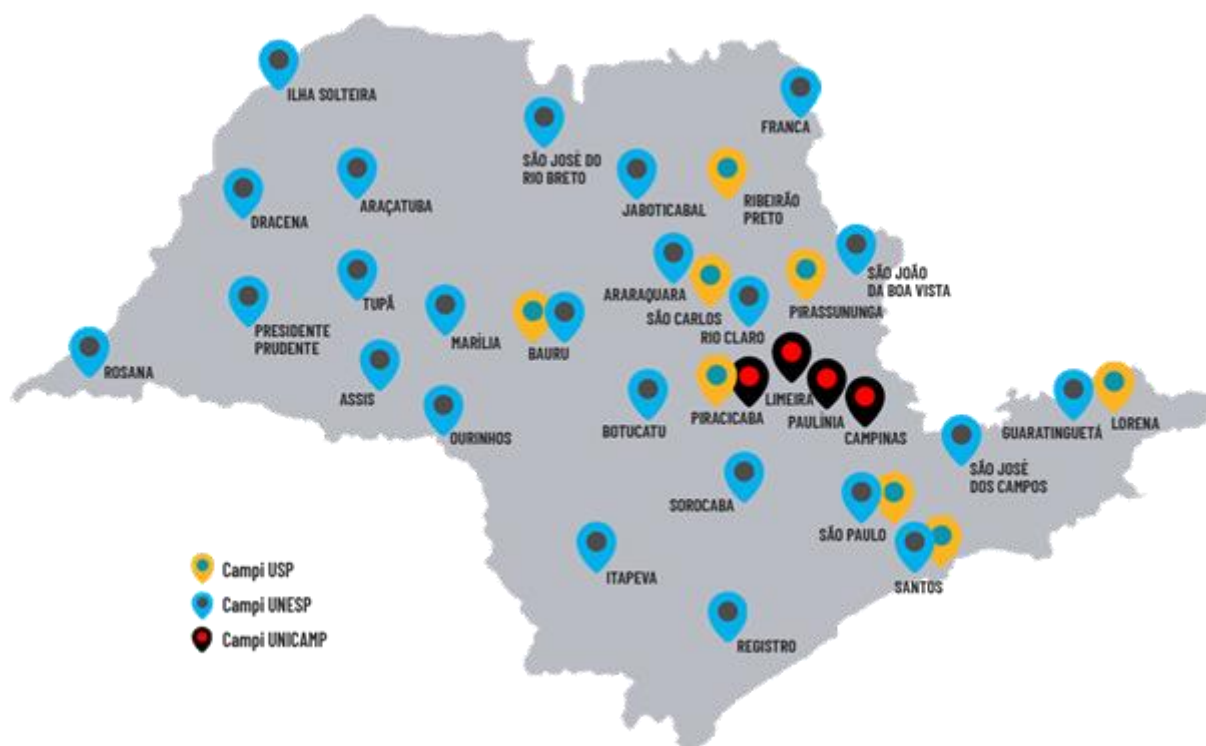 ILHA SOLTEIRA
FRANCA
SÃO JOSÉ DO
RIO BRETO
JABOTICABAL
RIBEIRÃO
PRETO
ARAÇATUBA
DRACENA
ARARAQUARA
SÃO CARLOS
RIO CLARO
PIRASSUNUNGA
SÃO JOÃO
DA BOA VISTA
TUPÃ
PRESIDENTE
PRUDENTE
MARÍLIA
BAURU
ROSANA
ASSIS
OURINHOS
BOTUCATU
PIRACICABA
LIMEIRA
PAULÍNIA
CAMPINAS
GUARATINGUETÁ
LORENA
SÃO JOSÉ
DOS CAMPOS
SOROCABA
SÃO PAULO
ITAPEVA
SANTOS
REGISTRO
Campi USP
Campi UNESP
Campi UNICAMP